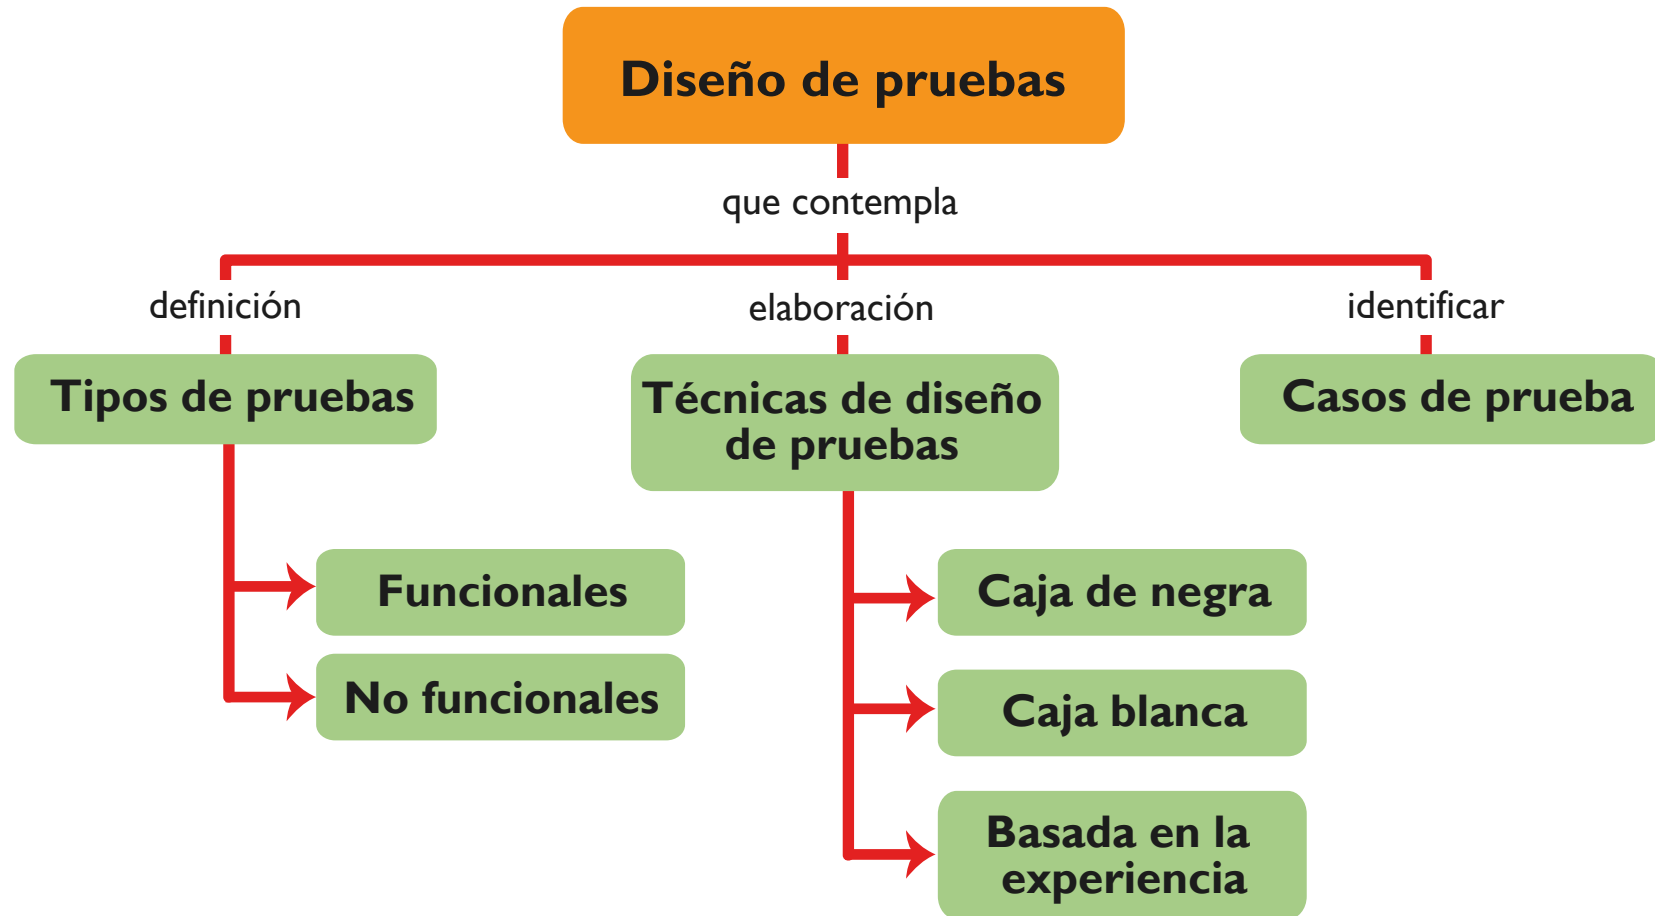 Diseño de pruebas
que contempla
definición
elaboración
identificar
Tipos de pruebas
Técnicas de diseño
de pruebas
Casos de prueba
Funcionales
No funcionales
Caja de negra
Caja blanca
Basada en la
experiencia